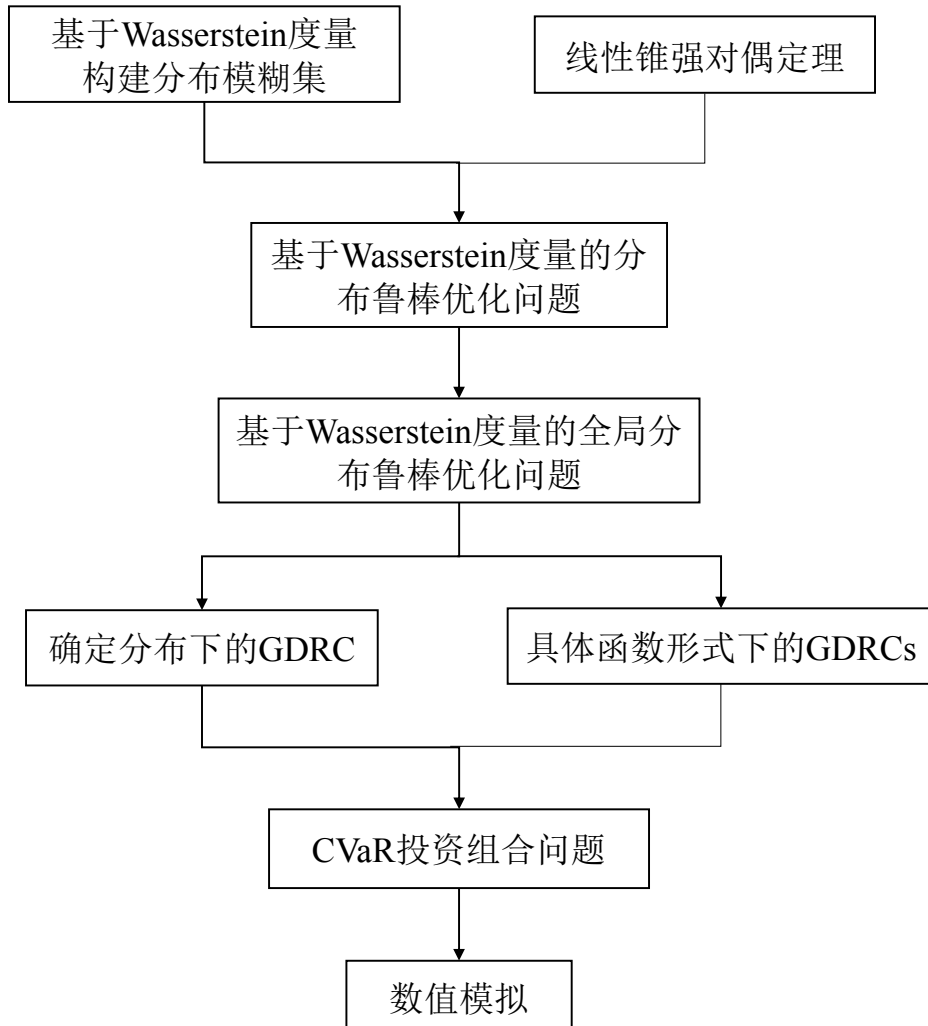 基于Wasserstein度量
构建分布模糊集
线性锥强对偶定理
基于Wasserstein度量的分
布鲁棒优化问题
基于Wasserstein度量的全局分
布鲁棒优化问题
确定分布下的GDRC
具体函数形式下的GDRCs
CVaR投资组合问题
数值模拟